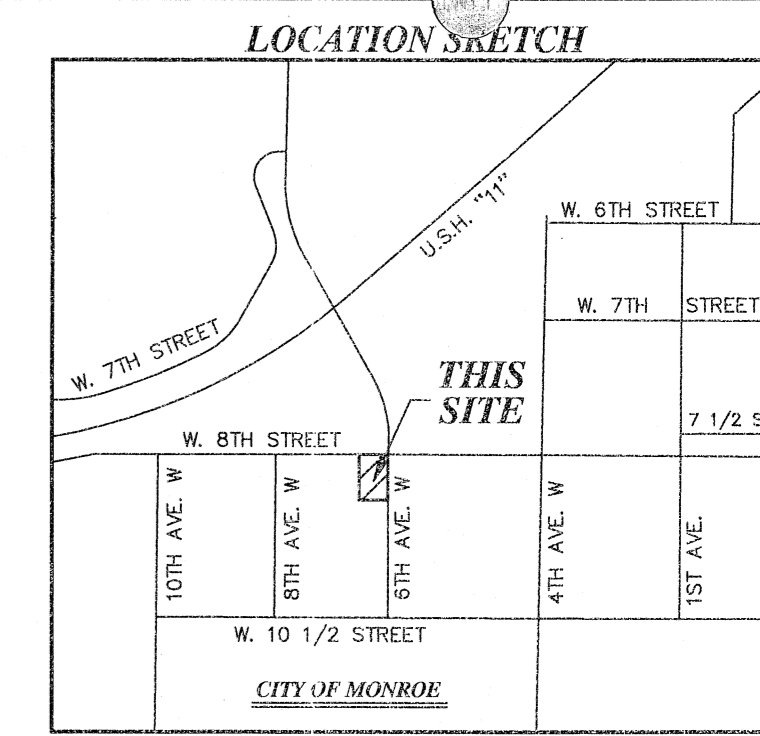 LOCATION SKETCH
U.S.H. "11"
W. 6TH STREET
W. 7TH STREET
W. 7TH STREET
THIS
SITE
7 1/2 S
W. 8TH STREET
10TH AVE. W
8TH AVE. W
6TH AVE. W
4TH AVE. W
1ST AVE.
W. 10 1/2 STREET
CITY OF MONROE